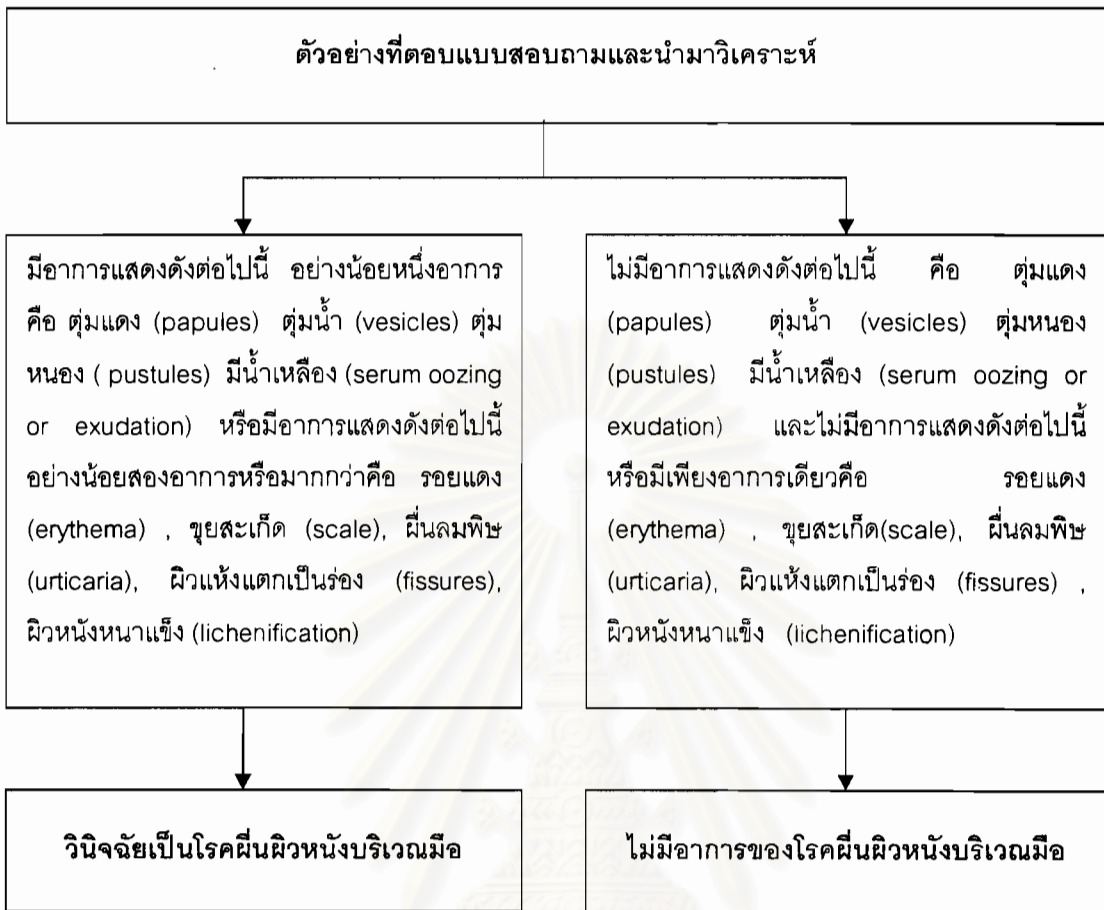 ตัวอย่างที่ตอบแบบสอบถามและนำมาวิเคราะห์
มีอาการแสดงดังต่อไปนี้ อย่างน้อยหนึ่งอาการ
คือ ตุ่มแดง (papules) ตุ่มน้ำ (vesicles) ตุ่ม
หนอง ( pustules) มีน้ำเหลือง (serum oozing
or exudation) หรือมีอาการแสดงดังต่อไปนี้
อย่างน้อยสองอาการหรือมากกว่าคือ รอยแดง
(erythema) , ขุยสะเก็ด (scale), ผื่นลมพิษ
(urticaria), ผิวแห้งแตกเป็นร่อง (fissures),
ผิวหนังหนาแข็ง (lichenification)
ไม่มีอาการแสดงดังต่อไปนี้ คือ ตุ่มแดง
(papules) ตุ่มน้ำ (vesicles) ตุ่มหนอง
(pustules) มีน้ำเหลือง (serum oozing or
exudation) และไม่มีอาการแสดงดังต่อไปนี้
หรือมีเพียงอาการเดียวคือ รอยแดง
(erythema) , ขุยสะเก็ด(scale), ผื่นลมพิษ
(urticaria), ผิวแห้งแตกเป็นร่อง (fissures) ,
ผิวหนังหนาแข็ง (lichenification)
วินิจฉัยเป็นโรคผื่นผิวหนังบริเวณมือ
ไม่มีอาการของโรคผื่นผิวหนังบริเวณมือ